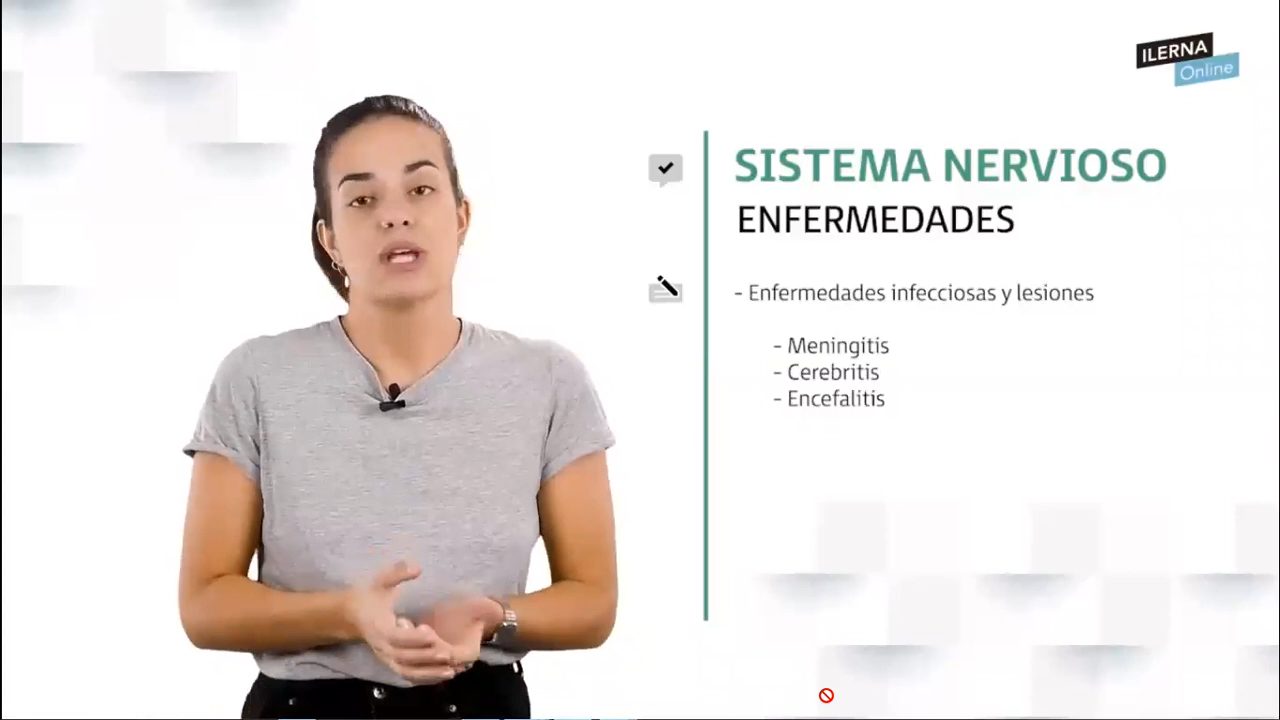 ILERNA
Online
SISTEMA NERVIOSO
ENFERMEDADES
- Enfermedades infecciosas y lesiones
- Meningitis
- Cerebritis
- Encefalitis